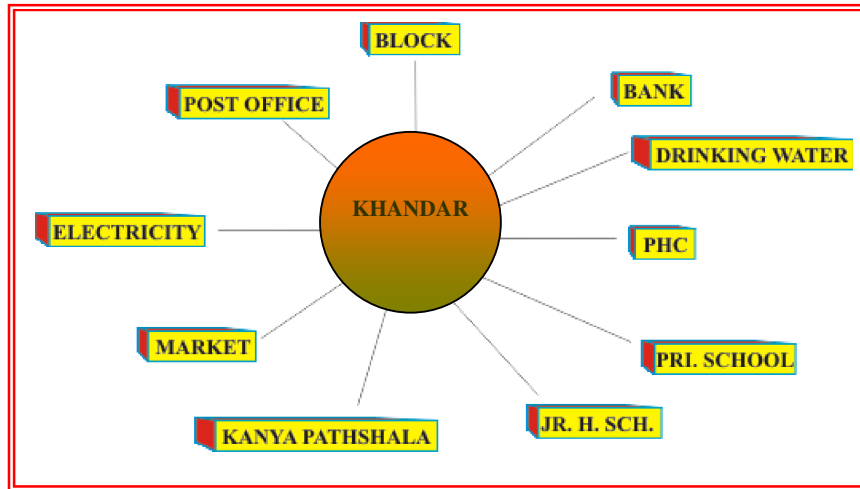 BLOCK
POST OFFICE
BANK
DRINKING WATER
KHANDAR
ELECTRICITY
PHC
MARKET
PRI. SCHOOL
KANYA PATHSHALA
JR. H. SCH.